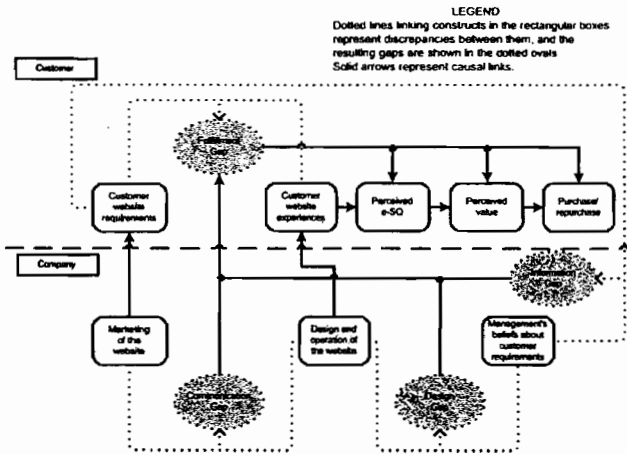 LEGEND
Dotted lines linking constructs in the rectangular boxes
represent discrepancies between them, and the
resulting gaps are shown in the dotted ovals
Solid arrows represent causal links.
Customer
Fulfillment
Gap
Customer
website
requirements
Customer
website
experiences
Perceived
e-SQ
Perceived
value
Purchase/
repurchase
Company
Information
Gap
Marketing
of the
website
Design and
operation of
the website
Management's
beliefs about
customer
requirements
Communication
Gap
Design
Gap